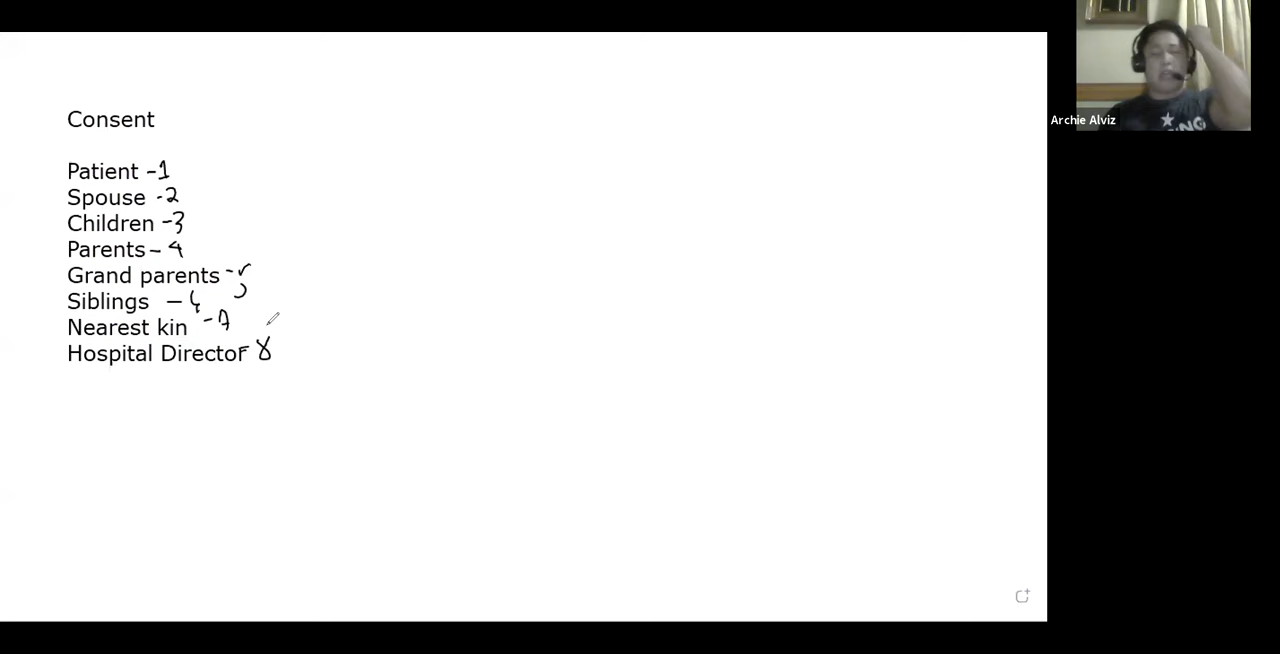 Consent
Patient -1
Spouse -2
Children -3
Parents - 4
Grand parents - 5
Siblings -
Nearest kin - 7
Hospital Director 8
Archie Alviz